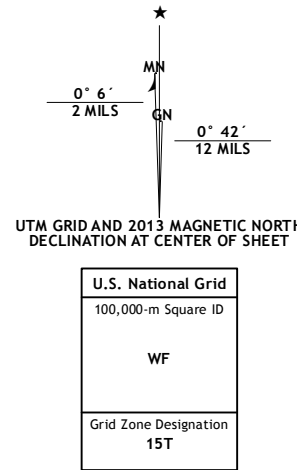 ★
MN
0° 6´
2 MILS
GN
0° 42´
12 MILS
UTM GRID AND 2013 MAGNETIC NORTH
DECLINATION AT CENTER OF SHEET
U.S. National Grid
100,000-m Square ID
WF
Grid Zone Designation
15T